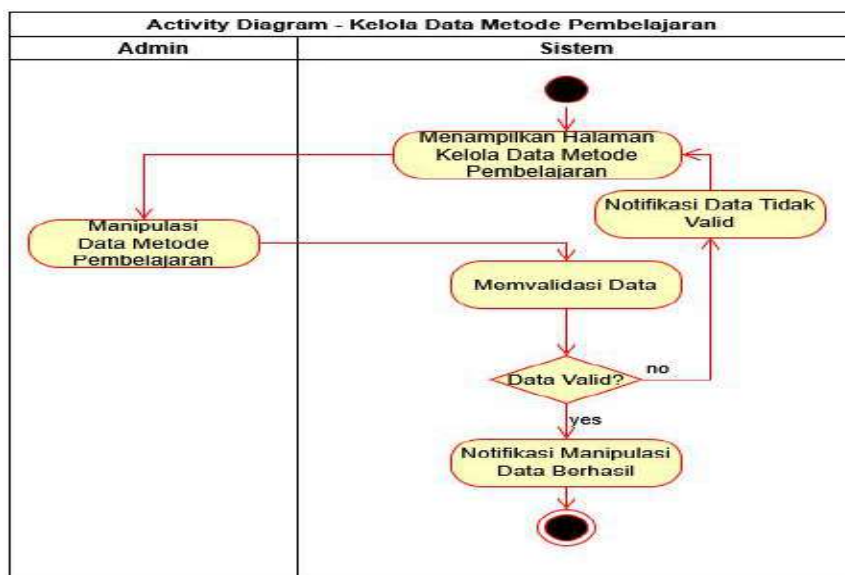 Activity Diagram - Kelola Data Metode Pembelajaran
Admin
Sistem
Menampilkan Halaman
Kelola Data Metode
Pembelajaran
Notifikasi Data Tidak
Valid
Manipulasi
Data Metode
Pembelajaran
Memvalidasi Data
Data Valid?
no
yes
Notifikasi Manipulasi
Data Berhasil